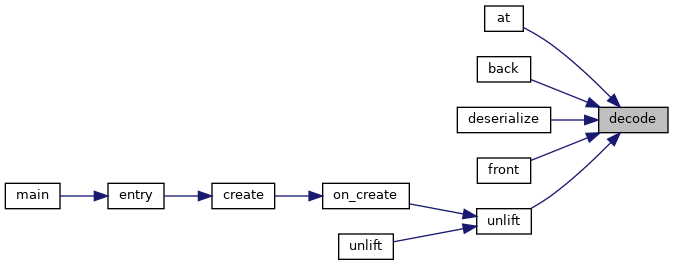 at
back
decode
deserialize
front
main
entry
create
on_create
unlift
unlift